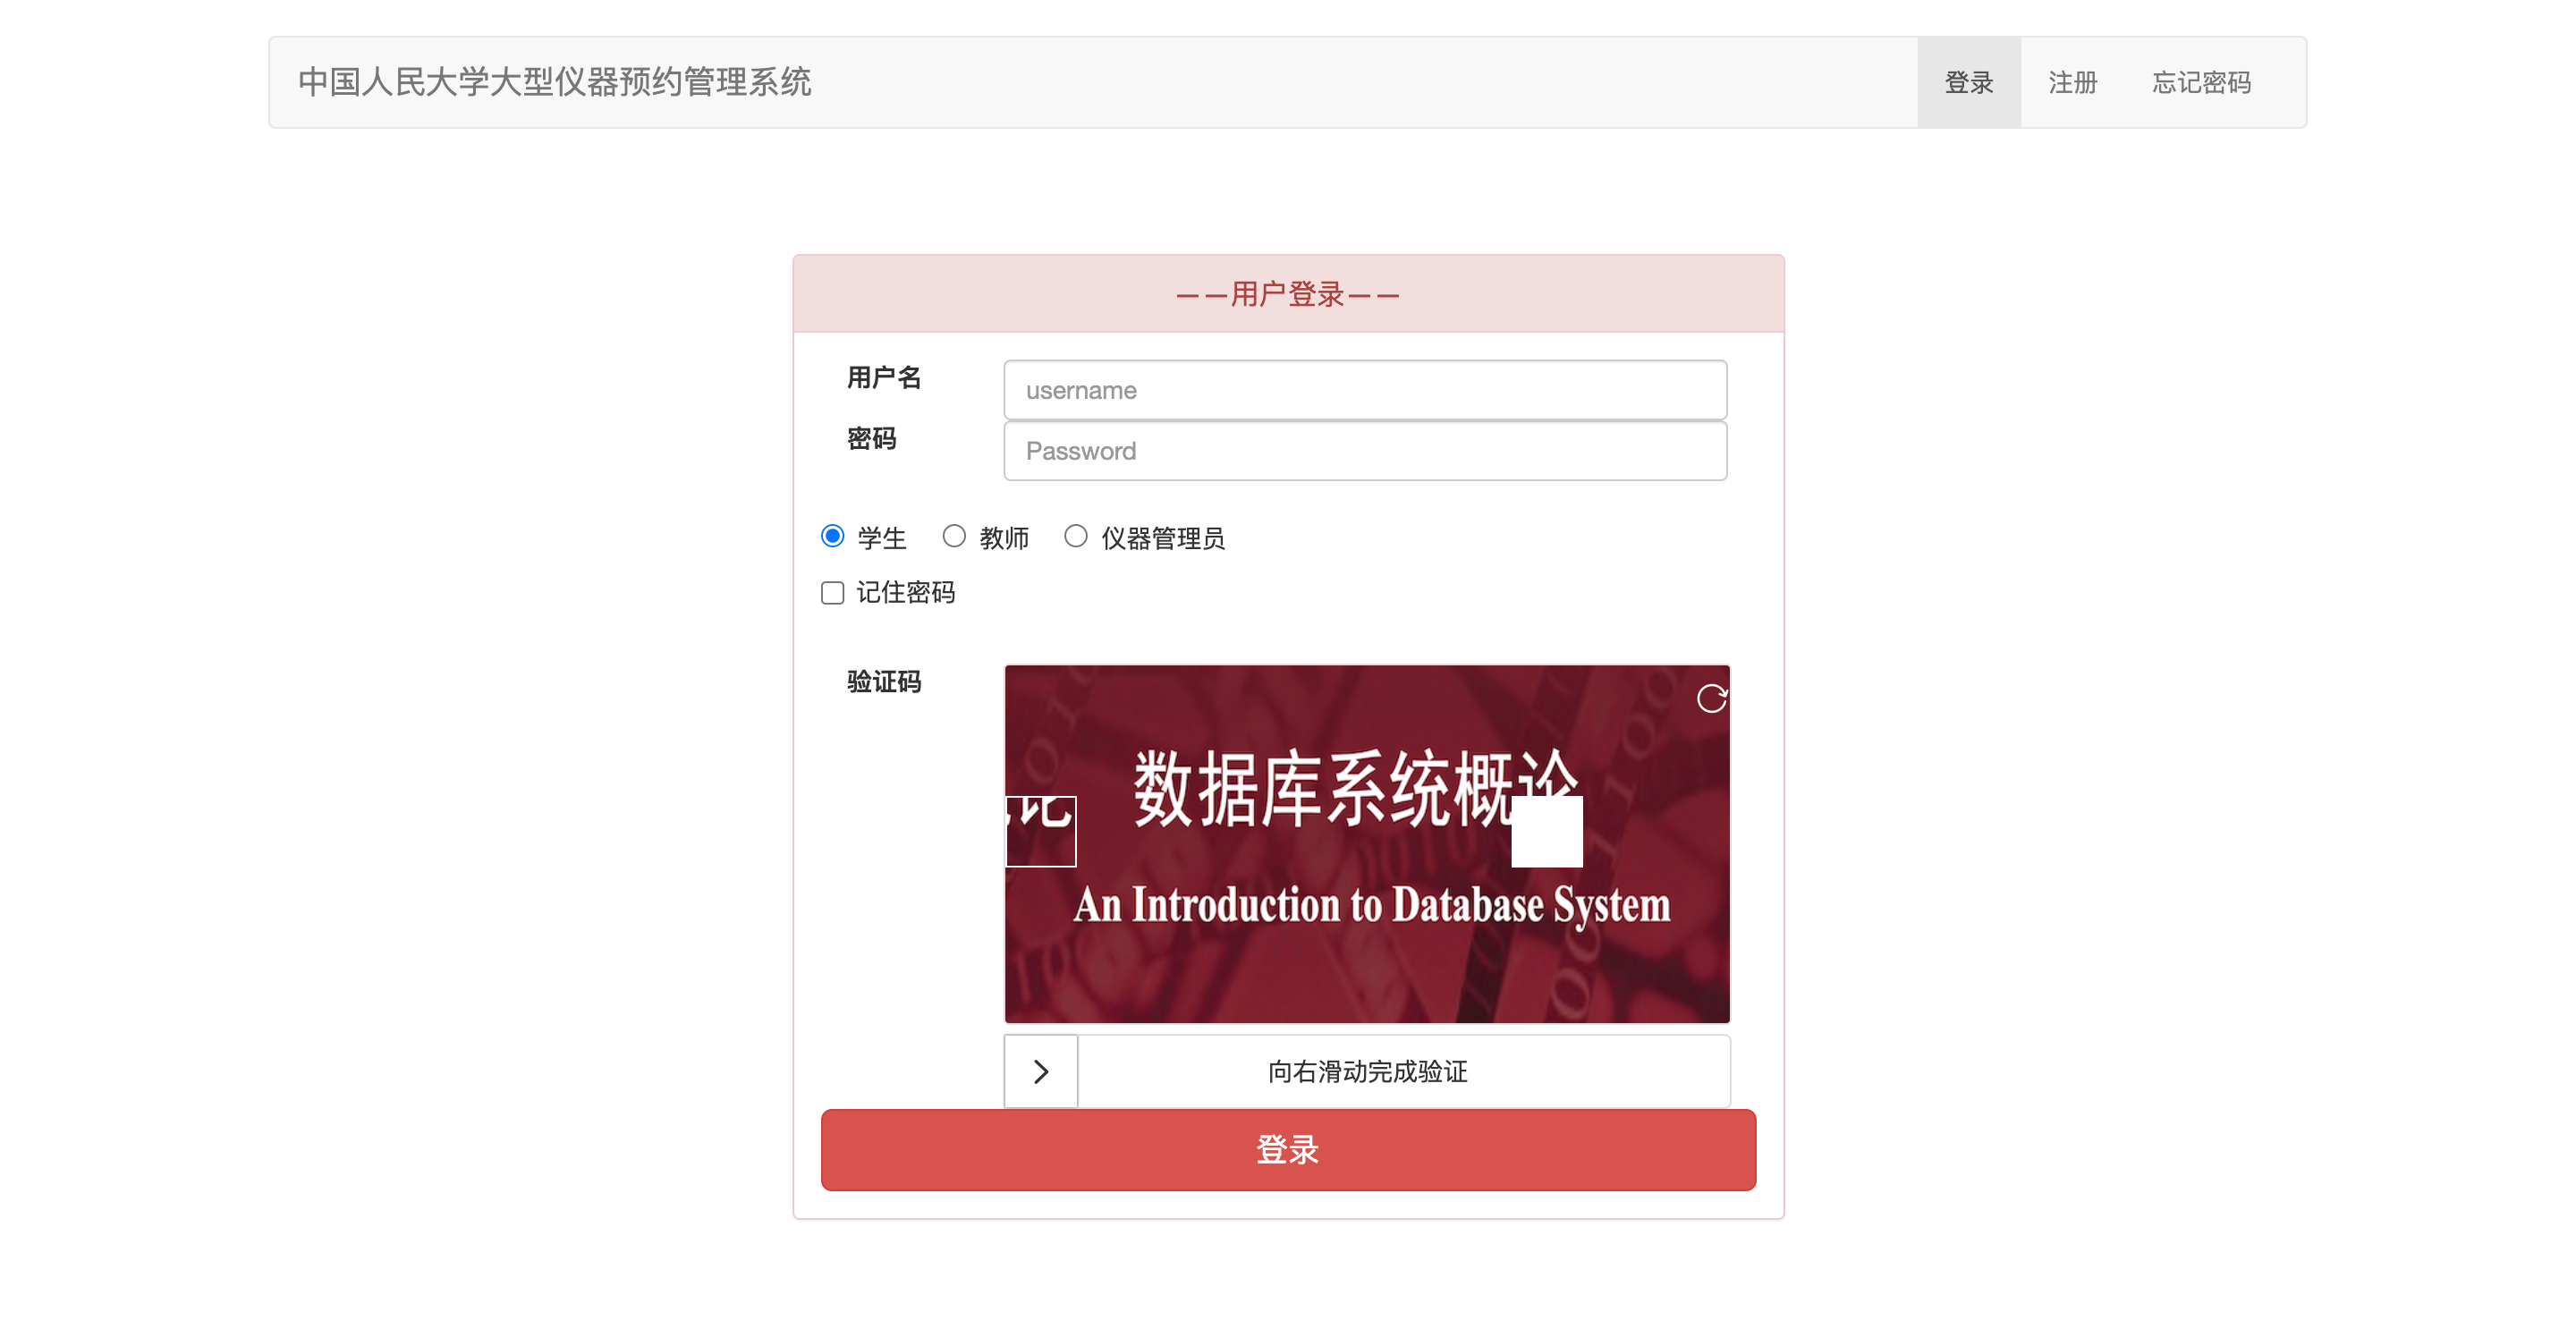 中国人民大学大型仪器预约管理系统
登录 注册 忘记密码
——用户登录——
用户名 username
密码 Password
学生 教师 仪器管理员
记住密码
验证码
数据库系统概论
An Introduction to Database System
向右滑动完成验证
登录